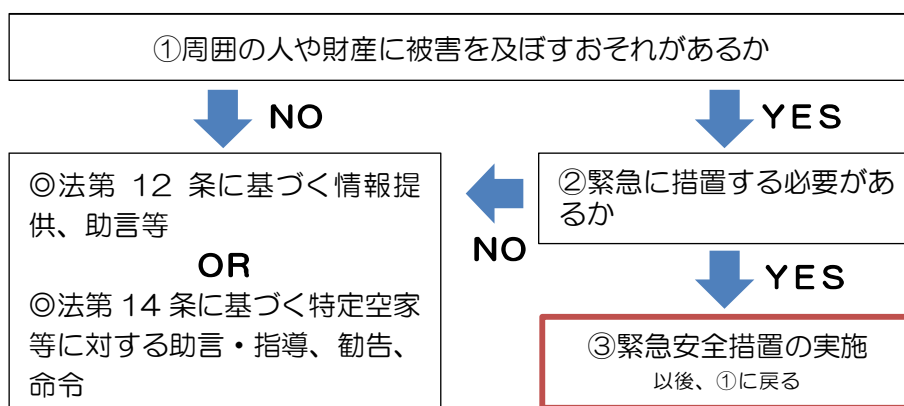 ①周囲の人や財産に被害を及ぼすおそれがあるか
NO
YES
◎法第 12 条に基づく情報提
供、助言等
OR
◎法第 14 条に基づく特定空家
等に対する助言・指導、勧告、
命令
NO
②緊急に措置する必要があ
るか
YES
③緊急安全措置の実施
以後、①に戻る